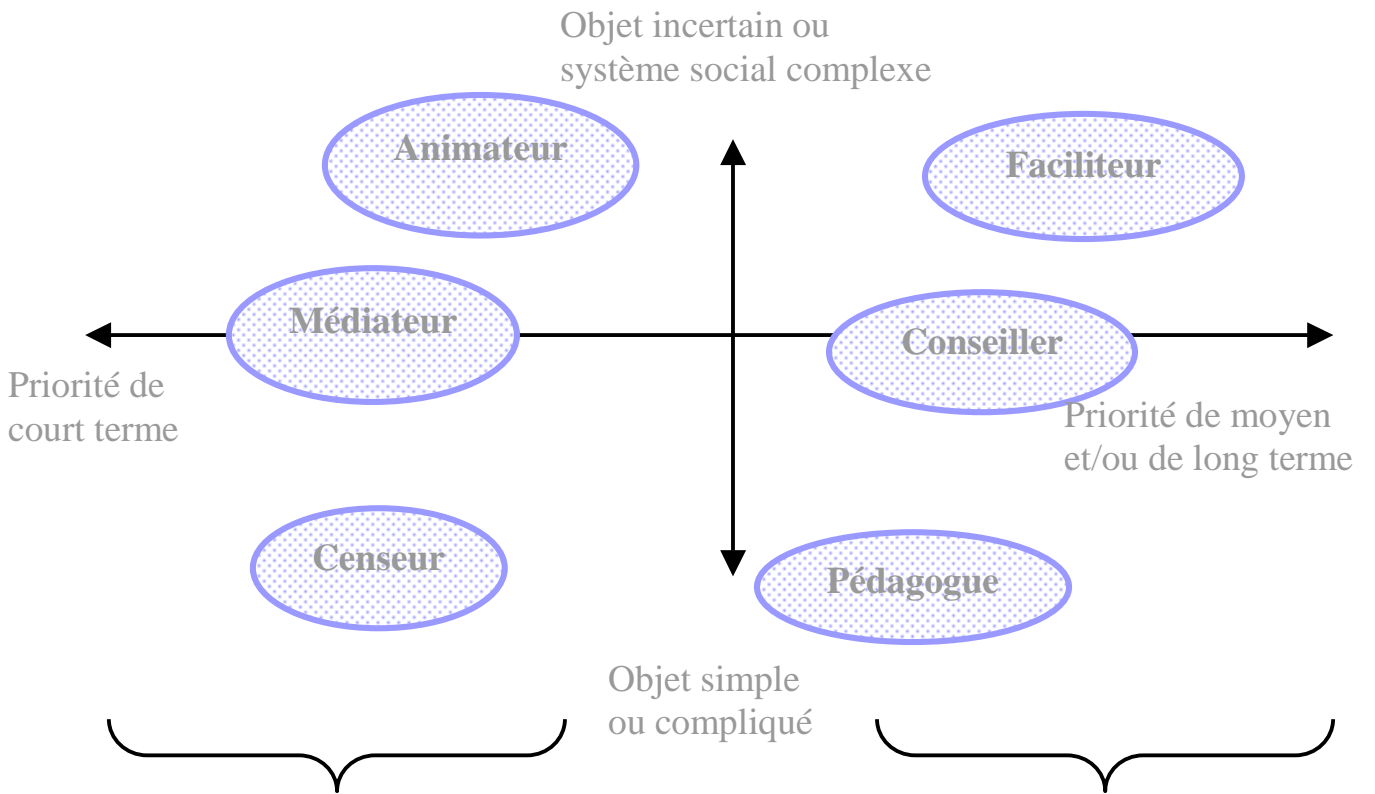 Objet incertain ou
système social complexe
Animateur
Faciliteur
Médiateur
Conseiller
Priorité de
court terme
Priorité de moyen
et/ou de long terme
Censeur
Pédagogue
Objet simple
ou compliqué